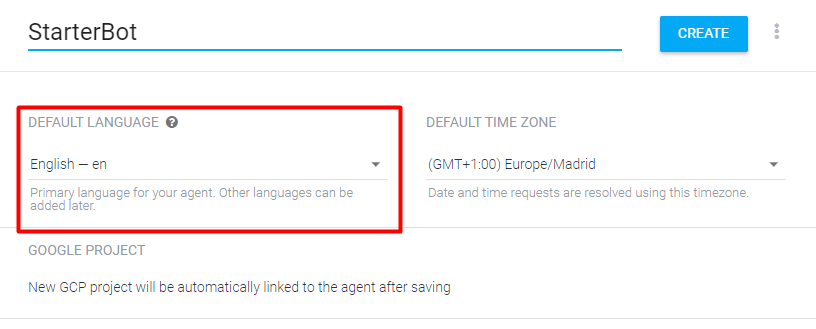 StarterBot
CREATE
DEFAULT LANGUAGE
DEFAULT TIME ZONE
English — en
(GMT+1:00) Europe/Madrid
Primary language for your agent. Other languages can be
added later.
Date and time requests are resolved using this timezone.
GOOGLE PROJECT
New GCP project will be automatically linked to the agent after saving